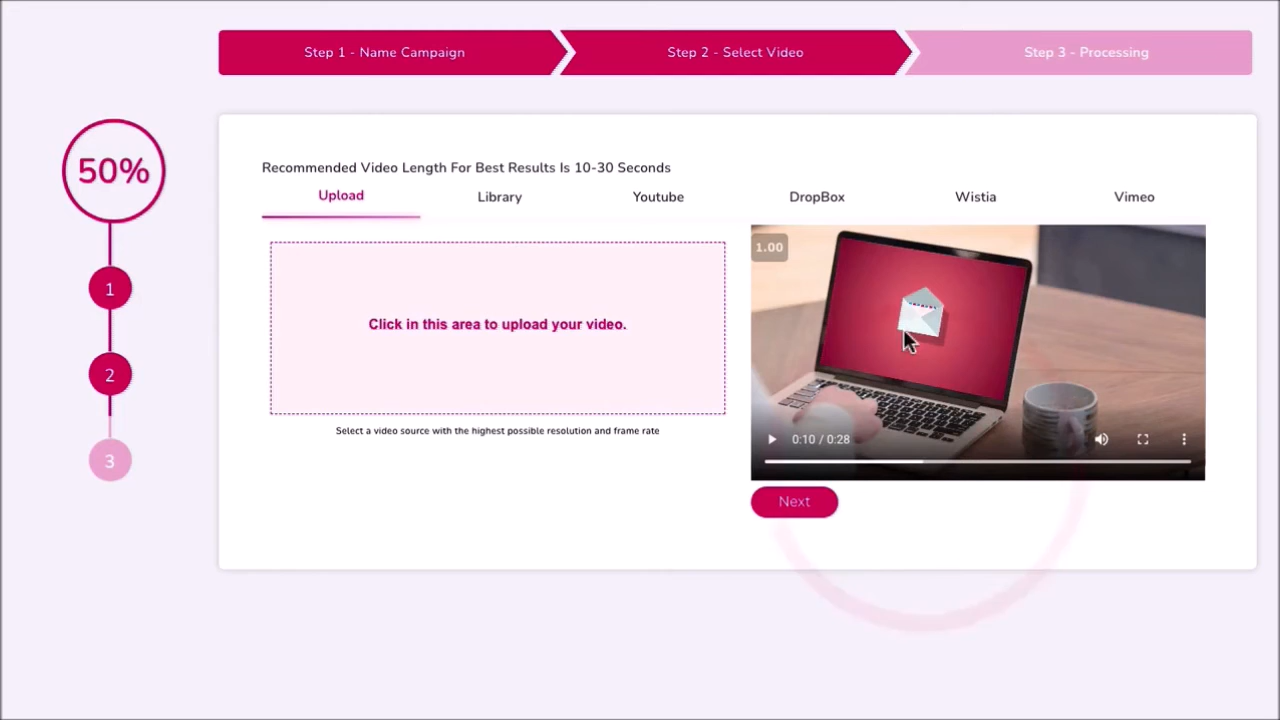 Step 1 - Name Campaign
Step 2 - Select Video
Step 3 - Processing
50%
1
2
3
Recommended Video Length For Best Results Is 10-30 Seconds
Upload
Library
Youtube
DropBox
Wistia
Vimeo
Click in this area to upload your video.
Select a video source with the highest possible resolution and frame rate
1.00
0:10 / 0:28
Next